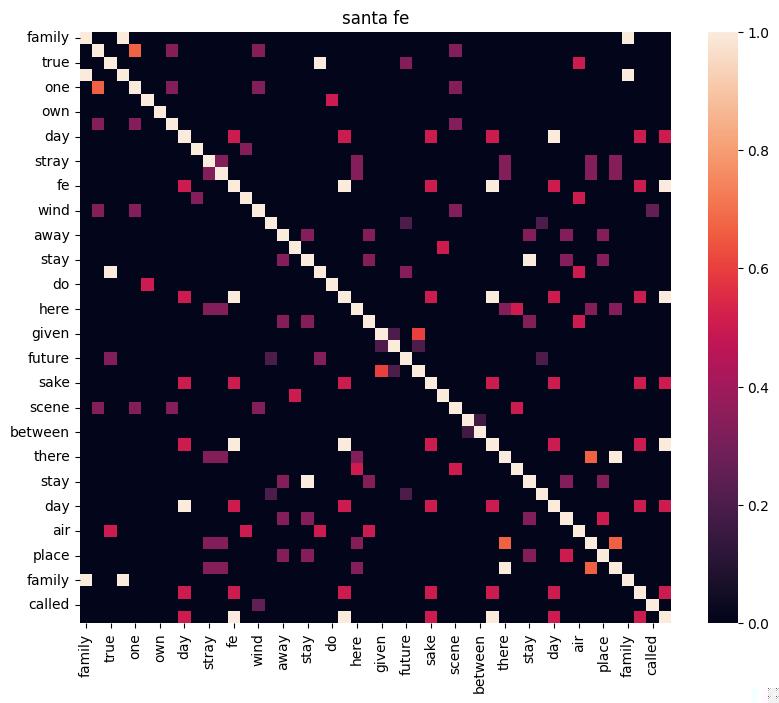 santa fe
family
true
one
own
day
stray
fe
wind
away
stay
do
here
given
future
sake
scene
between
there
stay
day
air
place
family
called
family
true
one
own
day
stray
fe
wind
away
stay
do
here
given
future
sake
scene
between
there
stay
day
air
place
family
called
1.0
0.8
0.6
0.4
0.2
0.0